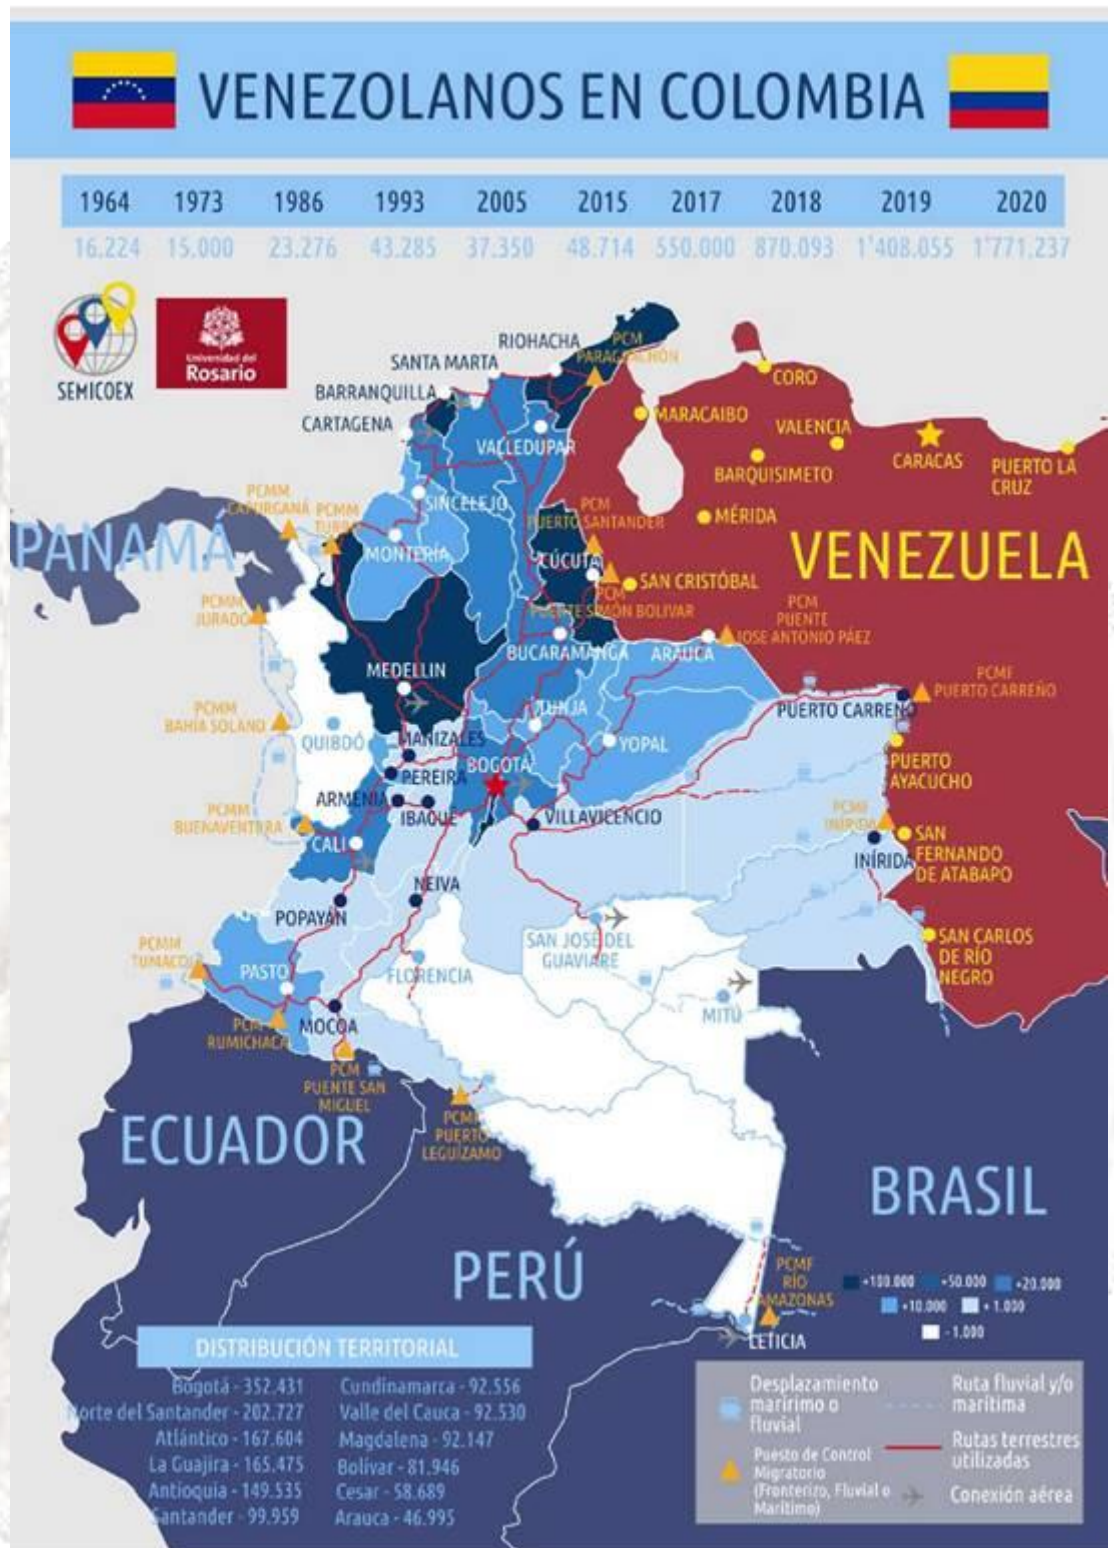 VENEZOLANOS EN COLOMBIA
1964 1973 1986 1993 2005 2015 2017 2018 2019 2020
16.224 15.000 23.276 43.285 37.350 48.714 550.000 870.093 1'408.055 1'771.237
SEMICOEX
Universidad del
Rosario
RIOHACHA
PCM
PARAGUACHÓN
SANTA MARTA
BARRANQUILLA
CARTAGENA
CORO
MARACAIBO
VALENCIA
VALLEDUPAR
BARQUISIMETO
CARACAS
PUERTO LA
CRUZ
PCMM
CAPURGANÁ
PCMM
TURBO
SINCELEJO
PCM
PUERTO SANTANDER
MÉRIDA
PANAMÁ
MONTERÍA
CÚCUTA
VENEZUELA
SAN CRISTÓBAL
PCM
PUENTE SIMÓN BOLIVAR
PCMM
JURADO
PCM
PUENTE
JOSE ANTONIO PÁEZ
BUCARAMANGA
ARAUCA
MEDELLIN
PCMF
PUERTO CARREÑO
PUERTO CARREÑO
PCMM
BAHÍA SOLANO
QUIBDÓ
TUNJA
MANIZALES
YOPAL
PUERTO
AYACUCHO
BOGOTÁ
PEREIRA
ARMENIA
IBAGUÉ
VILLAVICENCIO
PCMM
BUENAVENTURA
CALI
PCMF
INÍRIDA
INÍRIDA
SAN
FERNANDO
DE ATABAPO
NEIVA
POPAYÁN
SAN JOSÉ DEL
GUAVIARE
SAN CARLOS
DE RÍO
NEGRO
PCMM
TUMACO
PASTO
FLORENCIA
MITÚ
PCM
RUMICHACA
MOCOA
PCM
PUENTE SAN
MIGUEL
PCMF
PUERTO
LEGUÍZAMO
ECUADOR
BRASIL
PERÚ
PCMF
RÍO
AMAZONAS
LETICIA
+100.000 +50.000 +20.000
+10.000 + 1.000
- 1.000
DISTRIBUCIÓN TERRITORIAL
Bogotá - 352.431 Cundinamarca - 92.556
Norte del Santander - 202.727 Valle del Cauca - 92.530
Atlántico - 167.604 Magdalena - 92.147
La Guajira - 165.475 Bolívar - 81.946
Antioquia - 149.535 Cesar - 58.689
Santander - 99.959 Arauca - 46.995
Desplazamiento
marírimo o
fluvial
Ruta fluvial y/o
marítima
Puesto de Control
Migratorio
(Fronterizo, Fluvial o
Marítimo)
Rutas terrestres
utilizadas
Conexión aérea